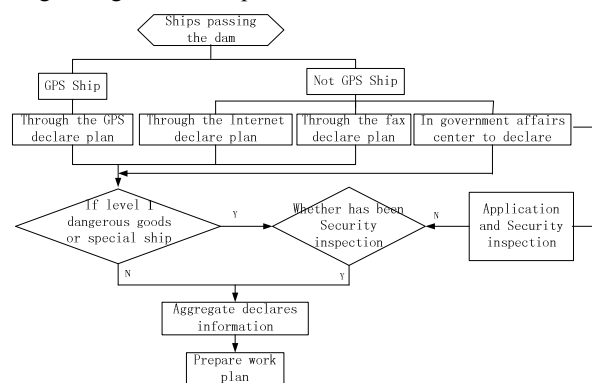 Ships passing
the dam
GPS Ship
Not GPS Ship
Through the GPS
declare plan
Through the Internet
declare plan
Through the fax
declare plan
In government affairs
center to declare
If level 1
dangerous goods
or special ship
Y
Whether has been
Security
inspection
N
Application
and Security
inspection
N
Y
Aggregate declares
information
Prepare work
plan